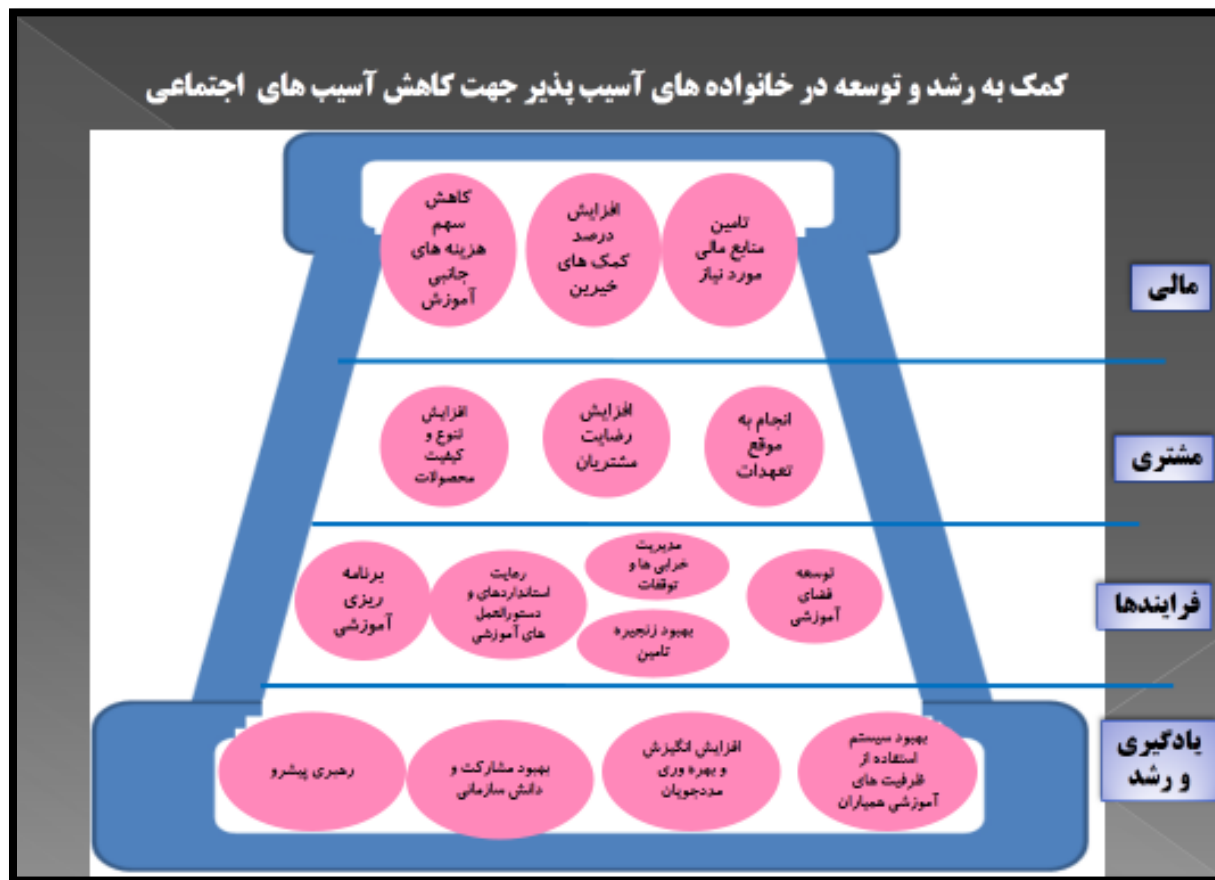 کمک به رشد و توسعه در خانواده های آسیب پذیر جهت کاهش آسیب های اجتماعی
مالی
تامین
منابع مالی
مورد نیاز
افزایش
درصد
کمک های
خیرین
کاهش
سهم
هزینه های
جانبی
آموزش
مشتری
انجام به
موقع
تعهدات
افزایش
رضایت
مشتریان
افزایش
تنوع و
کیفیت
محصولات
فرایندها
توسعه
فضای
آموزشی
مدیریت
خرابی ها و
توقفات
بهبود زنجیره
تامین
رعایت
استانداردهای و
دستورالعمل
های آموزشی
برنامه
ریزی
آموزشی
یادگیری
و رشد
بهبود سیستم
استفاده از
ظرفیت های
آموزشی همیاران
افزایش انگیزش
و بهره وری
مددجویان
بهبود مشارکت و
دانش سازمانی
رهبری پیشرو